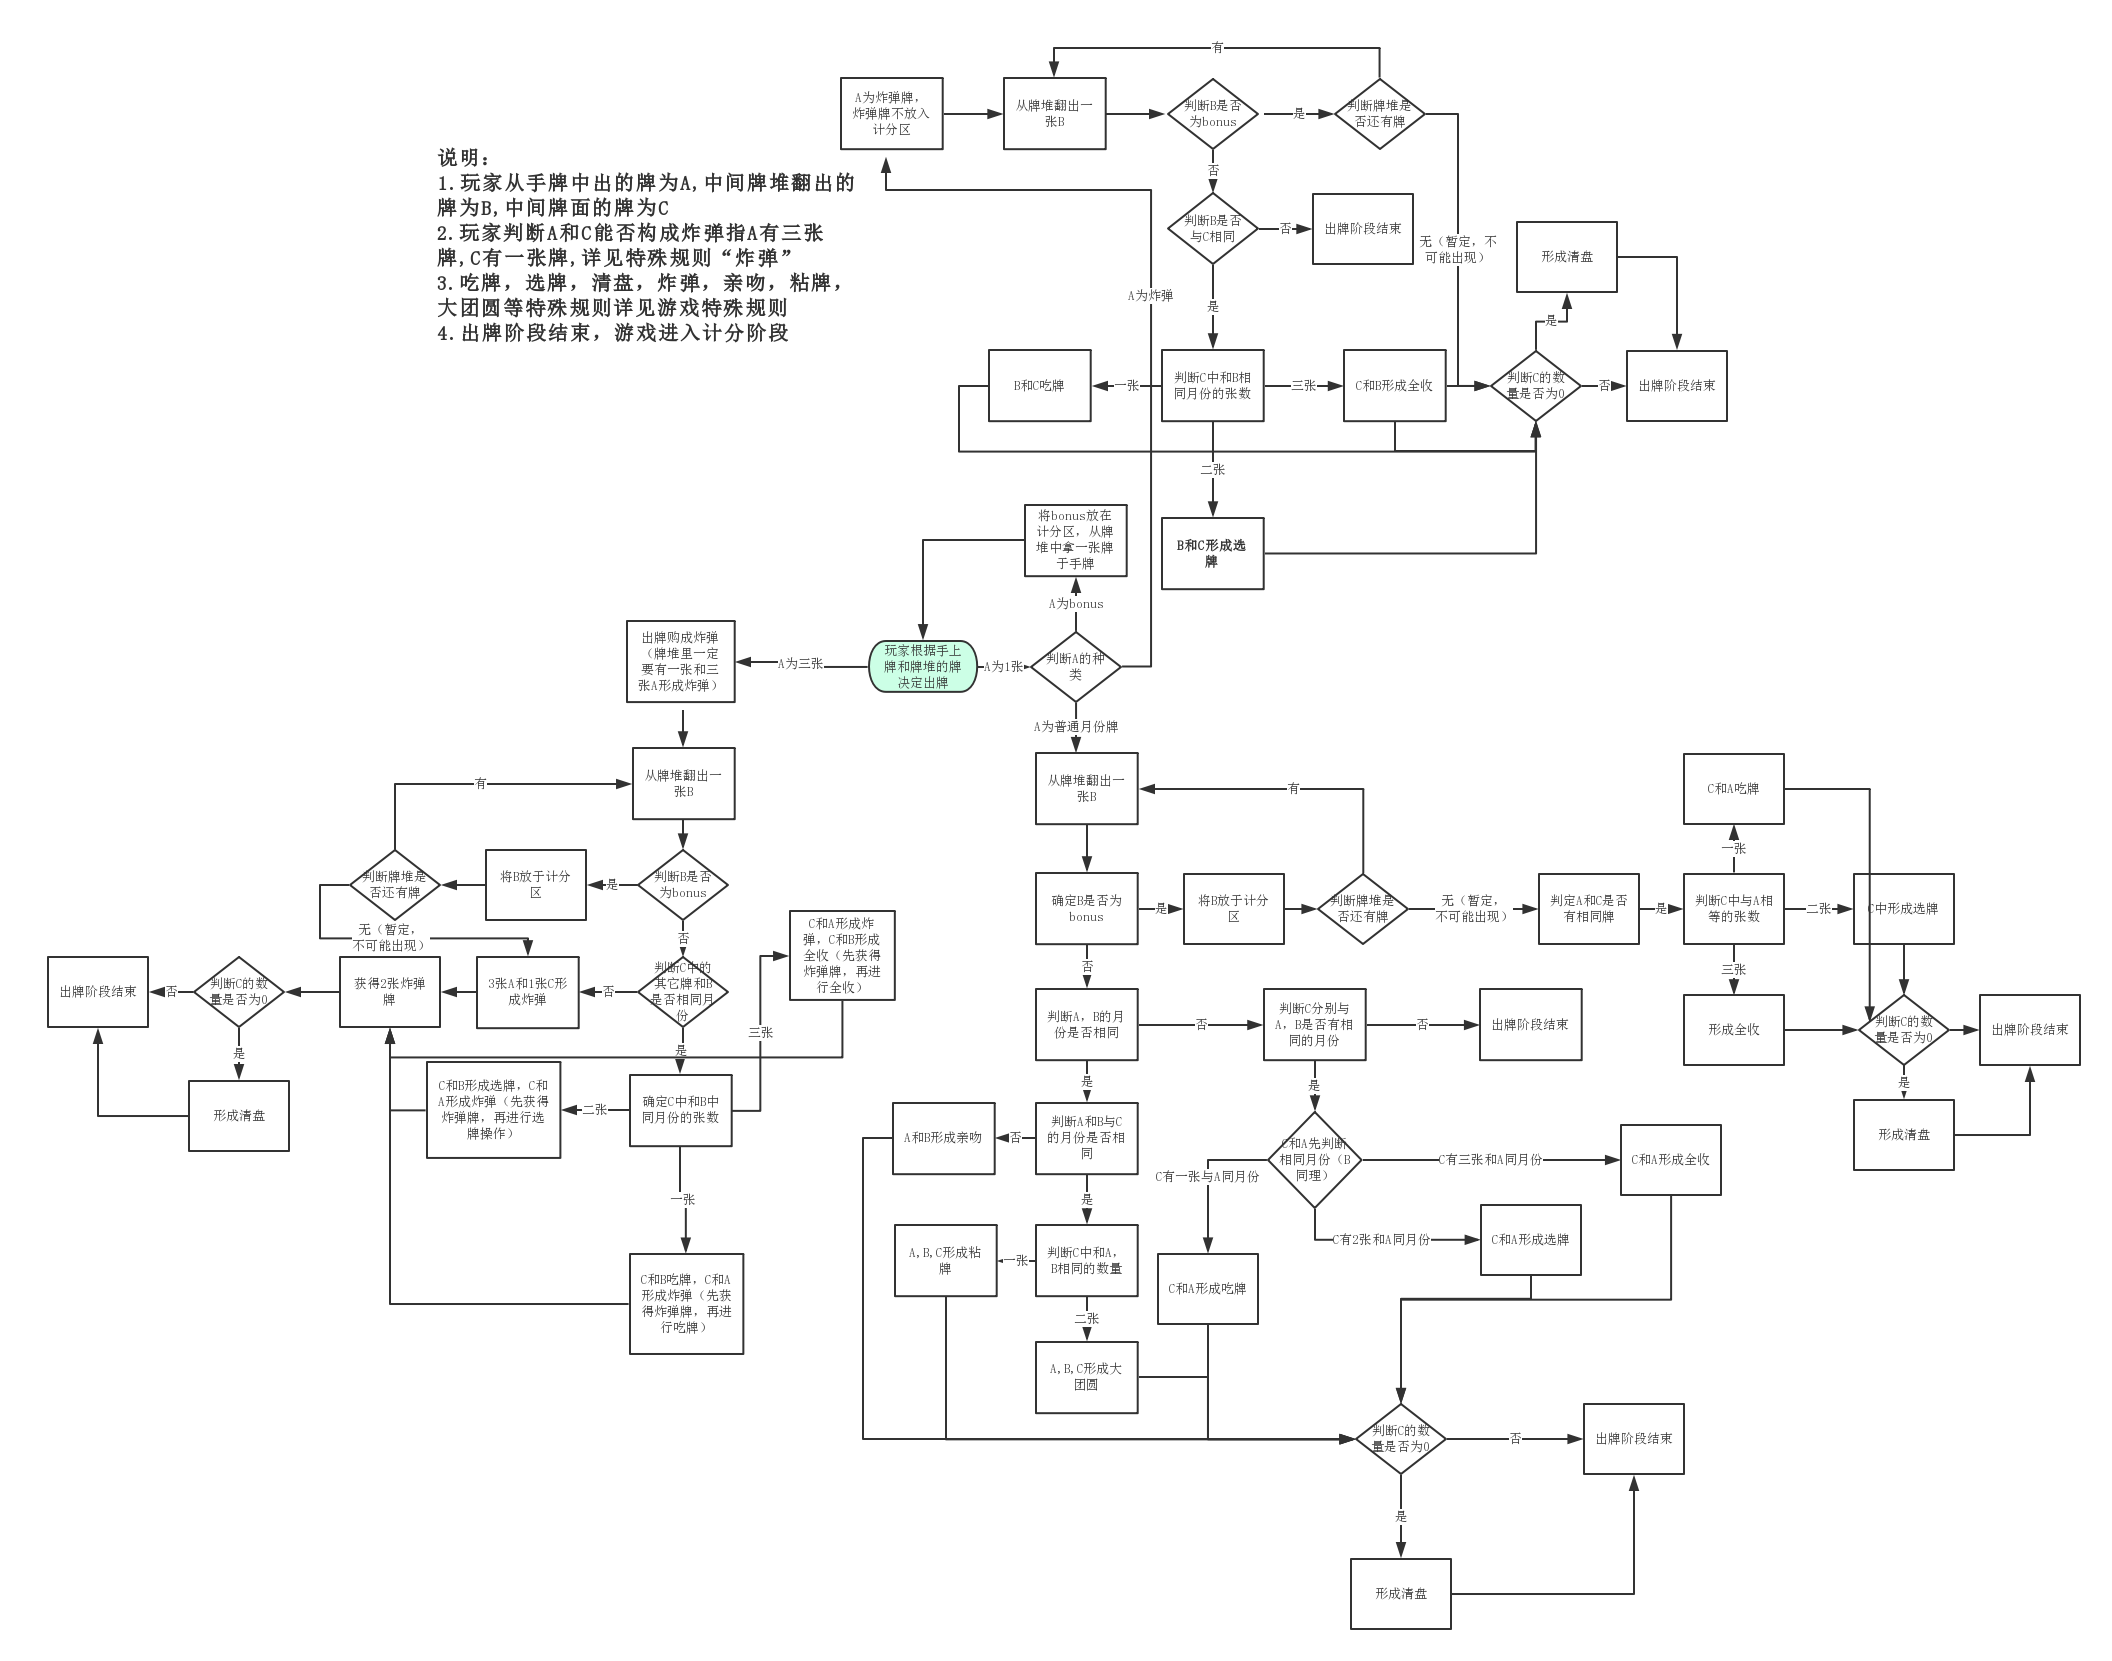 有
A为炸弹牌，
炸弹牌不放入
计分区
从牌堆翻出一
张B
判断B是否
为bonus
是
判断牌堆是
否还有牌
否
说明：
1.玩家从手牌中出的牌为A,中间牌堆翻出的
牌为B,中间牌面的牌为C
2.玩家判断A和C能否构成炸弹指A有三张
牌,C有一张牌,详见特殊规则“炸弹”
3.吃牌，选牌，清盘，炸弹，亲吻，粘牌，
大团圆等特殊规则详见游戏特殊规则
4.出牌阶段结束，游戏进入计分阶段
判断B是否
与C相同
否
出牌阶段结束
无（暂定，不
可能出现）
形成清盘
A为炸弹
是
是
B和C吃牌
一张
判断C中和B相
同月份的张数
三张
C和B形成全收
判断C的数
量是否为0
否
出牌阶段结束
二张
将bonus放在
计分区，从牌
堆中拿一张牌
于手牌
B和C形成选
牌
A为bonus
出牌购成炸弹
（牌堆里一定
要有一张和三
张A形成炸弹）
A为三张
玩家根据手上
牌和牌堆的牌
决定出牌
A为1张
判断A的种
类
A为普通月份牌
从牌堆翻出一
张B
有
从牌堆翻出一
张B
有
C和A吃牌
一张
判断牌堆是
否还有牌
将B放于计分
区
是
判断B是否
为bonus
确定B是否为
bonus
是
将B放于计分
区
判断牌堆是
否还有牌
无（暂定，
不可能出现）
判定A和C是否
有相同牌
是
判断C中与A相
等的张数
二张
C中形成选牌
无（暂定，
不可能出现）
否
C和A形成炸
弹，C和B形成
全收（先获得
炸弹牌，再进
行全收）
否
三张
出牌阶段结束
否
判断C的数
量是否为0
获得2张炸弹
牌
3张A和1张C形
成炸弹
否
判断C中的
其它牌和B
是否相同月
份
三张
判断A，B的月
份是否相同
否
判断C分别与
A，B是否有相
同的月份
否
出牌阶段结束
形成全收
判断C的数
量是否为0
出牌阶段结束
是
是
是
是
是
形成清盘
C和B形成选牌，C和
A形成炸弹（先获得
炸弹牌，再进行选
牌操作）
二张
确定C中和B中
同月份的张数
A和B形成亲吻
否
判断A和B与C
的月份是否相
同
C和A先判断
相同月份（B
同理）
C有三张和A同月份
C和A形成全收
形成清盘
C有一张与A同月份
一张
是
C有2张和A同月份
C和A形成选牌
A,B,C形成粘
牌
一张
判断C中和A，
B相同的数量
C和A形成吃牌
C和B吃牌，C和A
形成炸弹（先获
得炸弹牌，再进
行吃牌）
二张
A,B,C形成大
团圆
判断C的数
量是否为0
否
出牌阶段结束
是
形成清盘